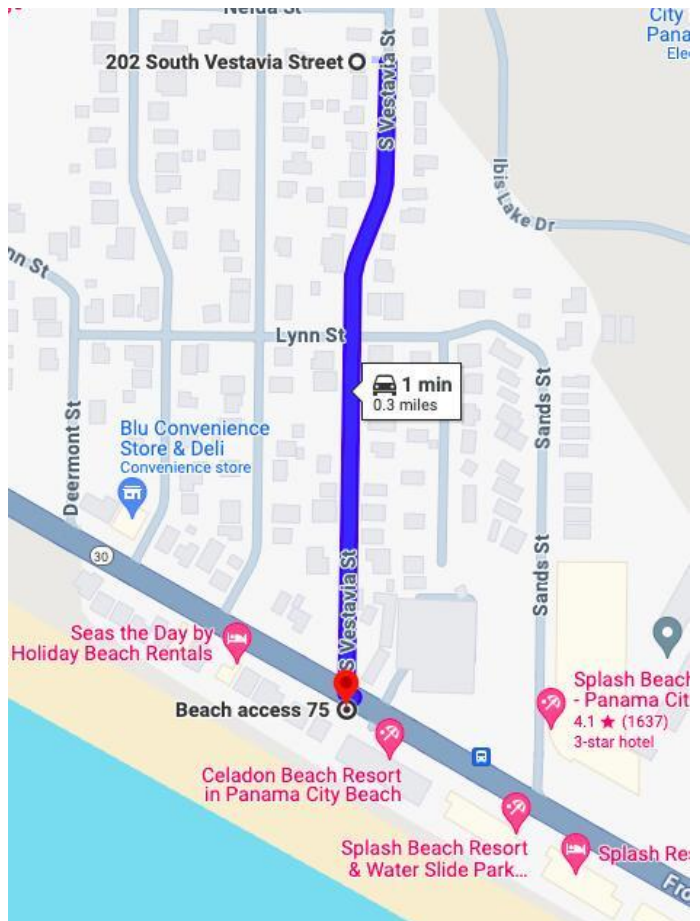 Nelda St
City
Pana
Elec
202 South Vestavia Street
S Vestavia St
Ibis Lake Dr
nn St
Lynn St
1 min
0.3 miles
Sands St
Blu Convenience
Store & Deli
Convenience store
Deermont St
30
Sands St
S Vestavia St
Seas the Day by
Holiday Beach Rentals
Beach access 75
Splash Beach
- Panama Cit
4.1 ★ (1637)
3-star hotel
Celadon Beach Resort
in Panama City Beach
Splash Beach Resort
& Water Slide Park...
Splash Res
Fro